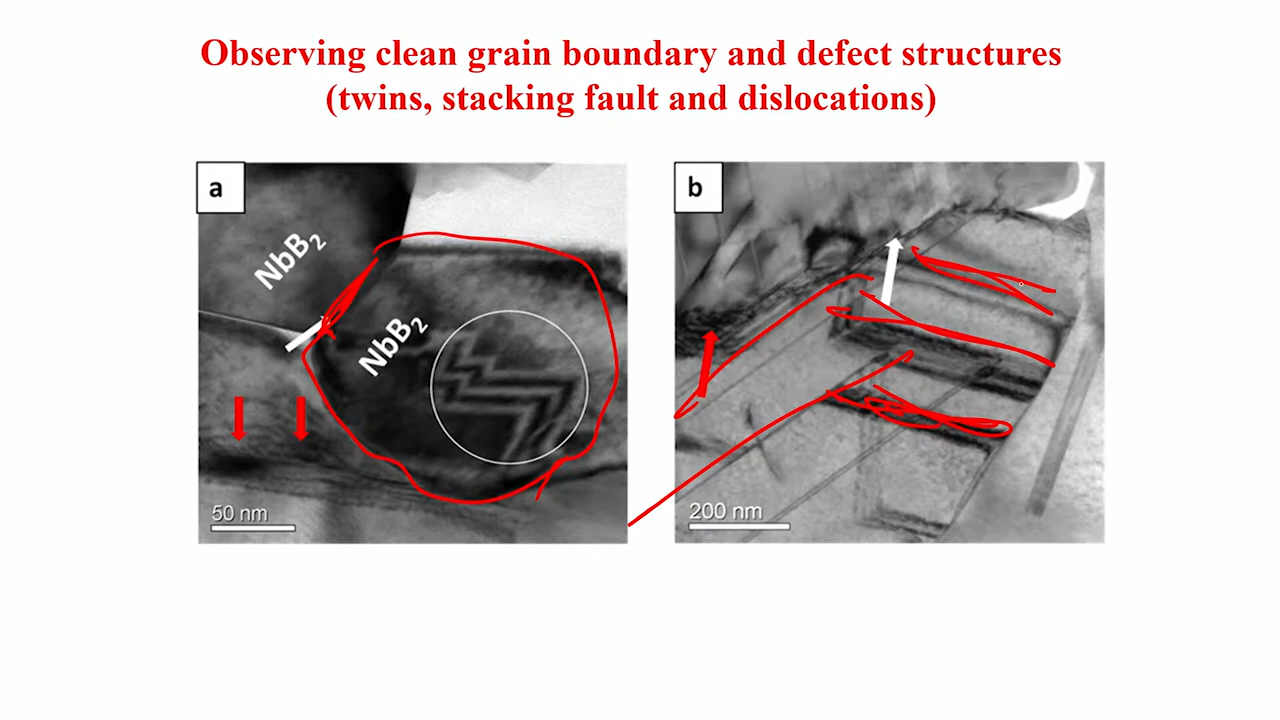 Observing clean grain boundary and defect structures
(twins, stacking fault and dislocations)
a
NbB₂
NbB₂
50 nm
b
200 nm